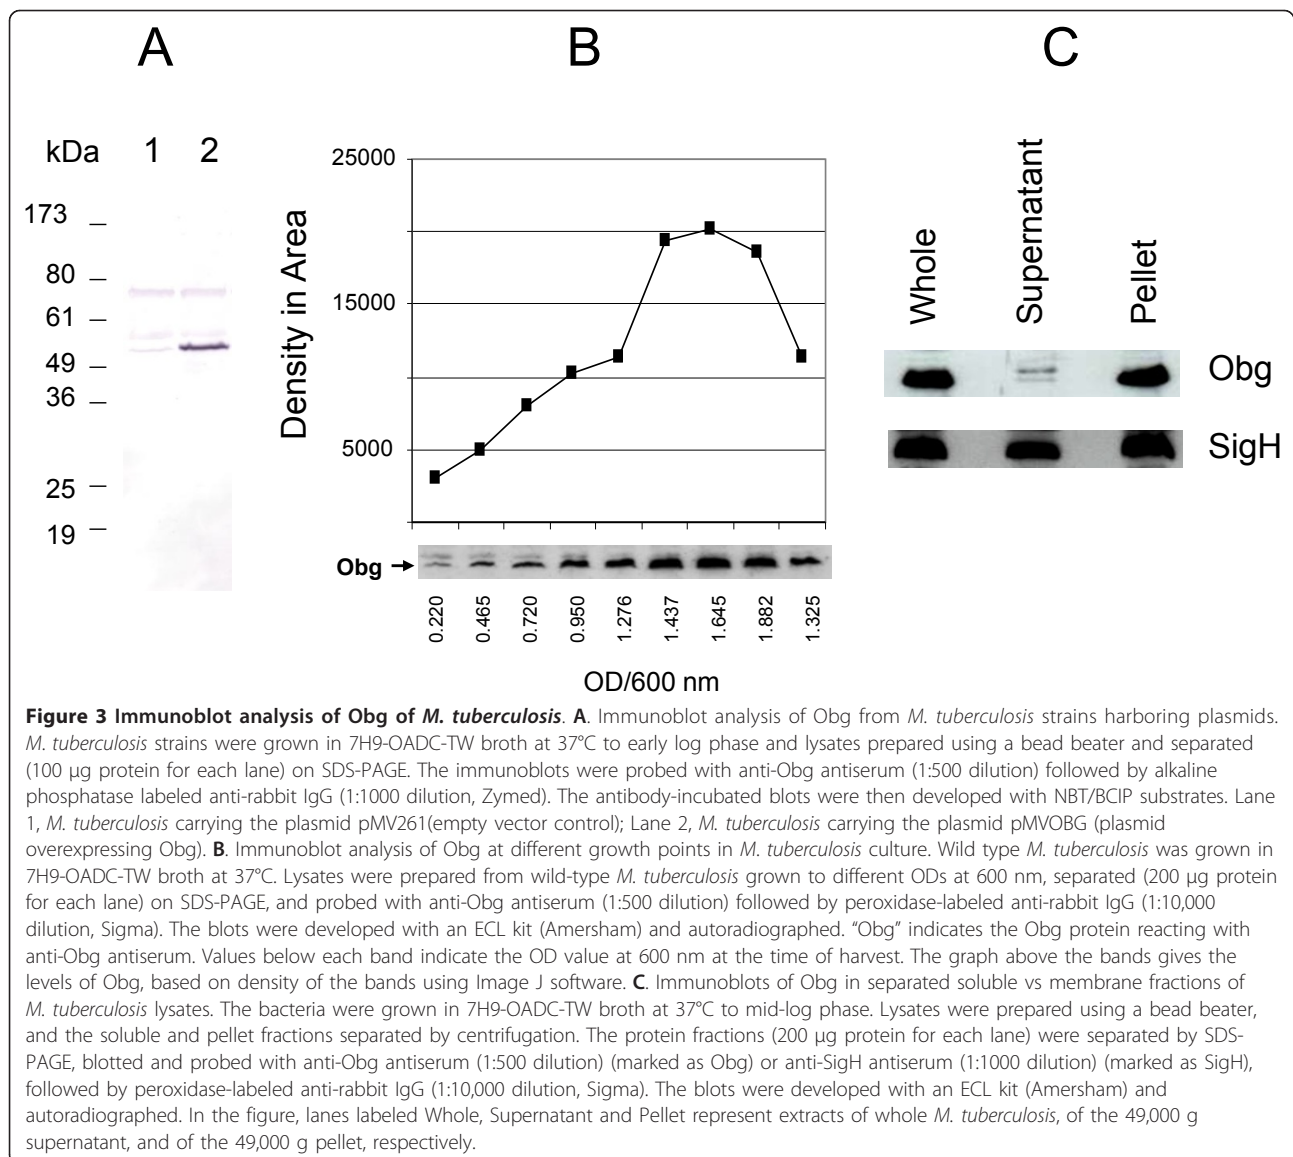 A
B
C
kDa 1 2
173
80
61
49
36
25
19
Density in Area
25000
15000
5000
Obg
0.220
0.465
0.720
0.950
1.276
1.437
1.645
1.882
1.325
OD/600 nm
Whole
Supernatant
Pellet
Obg
SigH
Figure 3 Immunoblot analysis of Obg of M. tuberculosis. A. Immunoblot analysis of Obg from M. tuberculosis strains harboring plasmids.
M. tuberculosis strains were grown in 7H9-OADC-TW broth at 37°C to early log phase and lysates prepared using a bead beater and separated
(100 μg protein for each lane) on SDS-PAGE. The immunoblots were probed with anti-Obg antiserum (1:500 dilution) followed by alkaline
phosphatase labeled anti-rabbit IgG (1:1000 dilution, Zymed). The antibody-incubated blots were then developed with NBT/BCIP substrates. Lane
1, M. tuberculosis carrying the plasmid pMV261(empty vector control); Lane 2, M. tuberculosis carrying the plasmid pMVOBG (plasmid
overexpressing Obg). B. Immunoblot analysis of Obg at different growth points in M. tuberculosis culture. Wild type M. tuberculosis was grown in
7H9-OADC-TW broth at 37°C. Lysates were prepared from wild-type M. tuberculosis grown to different ODs at 600 nm, separated (200 μg protein
for each lane) on SDS-PAGE, and probed with anti-Obg antiserum (1:500 dilution) followed by peroxidase-labeled anti-rabbit IgG (1:10,000
dilution, Sigma). The blots were developed with an ECL kit (Amersham) and autoradiographed. "Obg" indicates the Obg protein reacting with
anti-Obg antiserum. Values below each band indicate the OD value at 600 nm at the time of harvest. The graph above the bands gives the
levels of Obg, based on density of the bands using Image J software. C. Immunoblots of Obg in separated soluble vs membrane fractions of
M. tuberculosis lysates. The bacteria were grown in 7H9-OADC-TW broth at 37°C to mid-log phase. Lysates were prepared using a bead beater,
and the soluble and pellet fractions separated by centrifugation. The protein fractions (200 μg protein for each lane) were separated by SDS-
PAGE, blotted and probed with anti-Obg antiserum (1:500 dilution) (marked as Obg) or anti-SigH antiserum (1:1000 dilution) (marked as SigH),
followed by peroxidase-labeled anti-rabbit IgG (1:10,000 dilution, Sigma). The blots were developed with an ECL kit (Amersham) and
autoradiographed. In the figure, lanes labeled Whole, Supernatant and Pellet represent extracts of whole M. tuberculosis, of the 49,000 g
supernatant, and of the 49,000 g pellet, respectively.